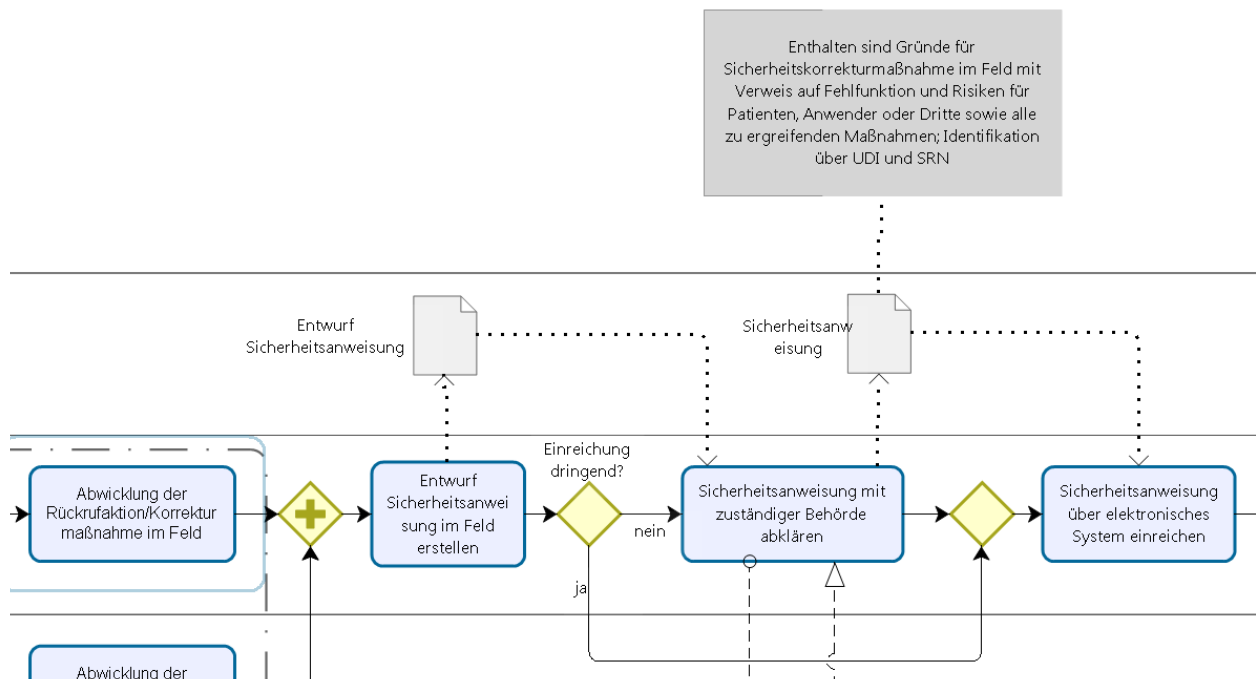 Enthalten sind Gründe für
Sicherheitskorrekturmaßnahme im Feld mit
Verweis auf Fehlfunktion und Risiken für
Patienten, Anwender oder Dritte sowie alle
zu ergreifenden Maßnahmen; Identifikation
über UDI und SRN
Entwurf
Sicherheitsanweisung
Sicherheitsanw
eisung
Abwicklung der
Rückrufaktion/Korrektur
maßnahme im Feld
Entwurf
Sicherheitsanwei
sung im Feld
erstellen
Einreichung
dringend?
nein
ja
Sicherheitsanweisung mit
zuständiger Behörde
abklären
Sicherheitsanweisung
über elektronisches
System einreichen
Abwicklung der